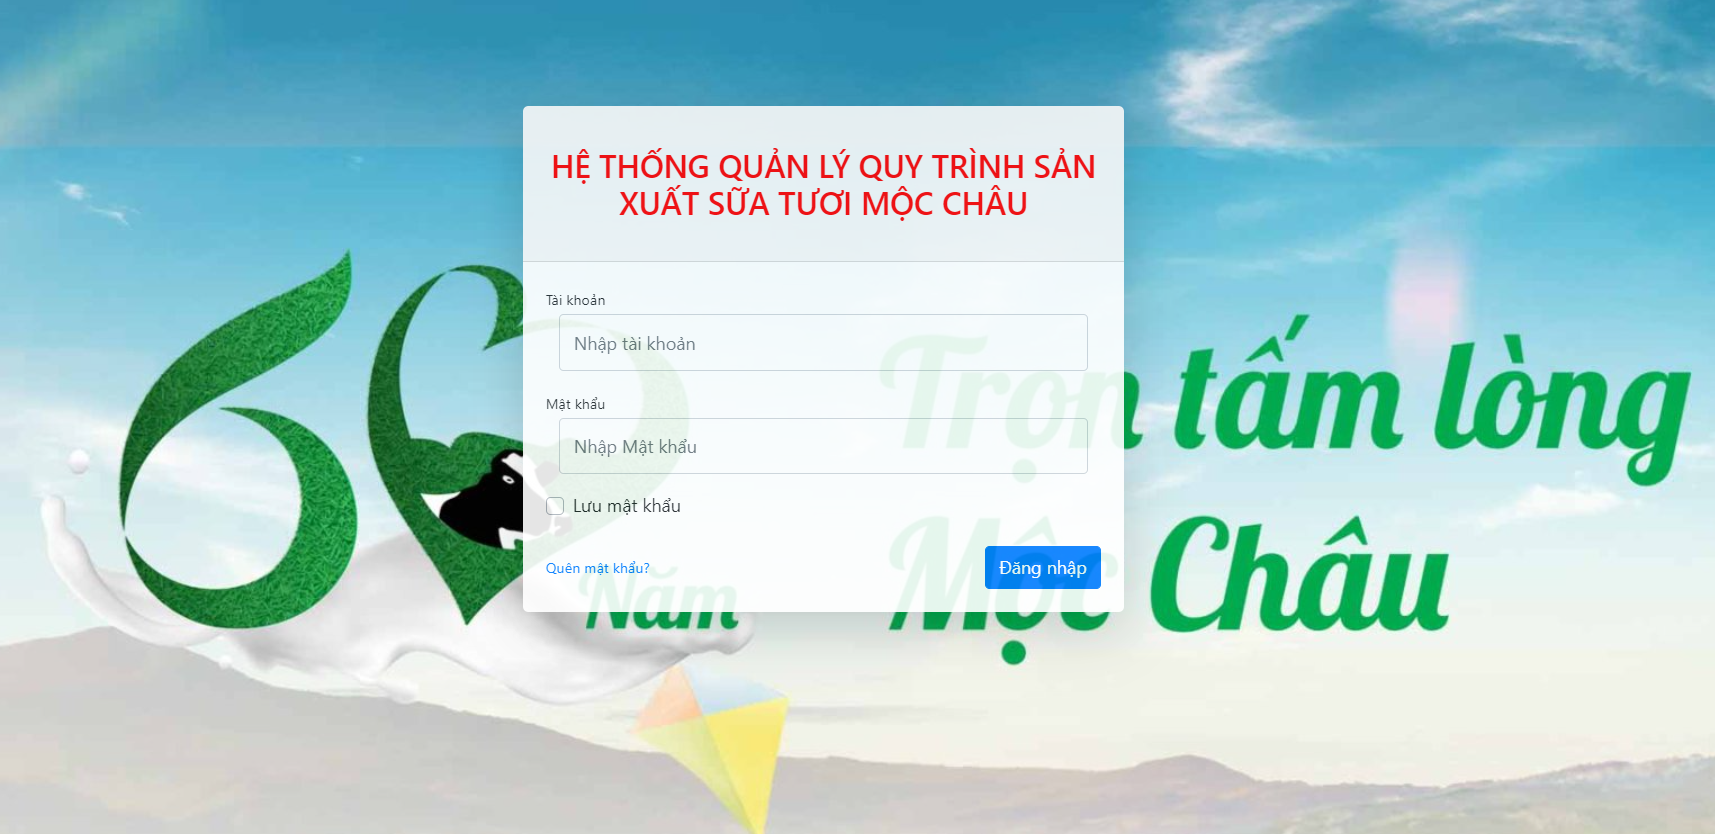 HỆ THỐNG QUẢN LÝ QUY TRÌNH SẢN
XUẤT SỮA TƯƠI MỘC CHÂU
Tài khoản
Nhập tài khoản
Mật khẩu
Nhập Mật khẩu
Lưu mật khẩu
Quên mật khẩu?
Đăng nhập
60
Năm
Trọn tấm lòng
Mộc Châu